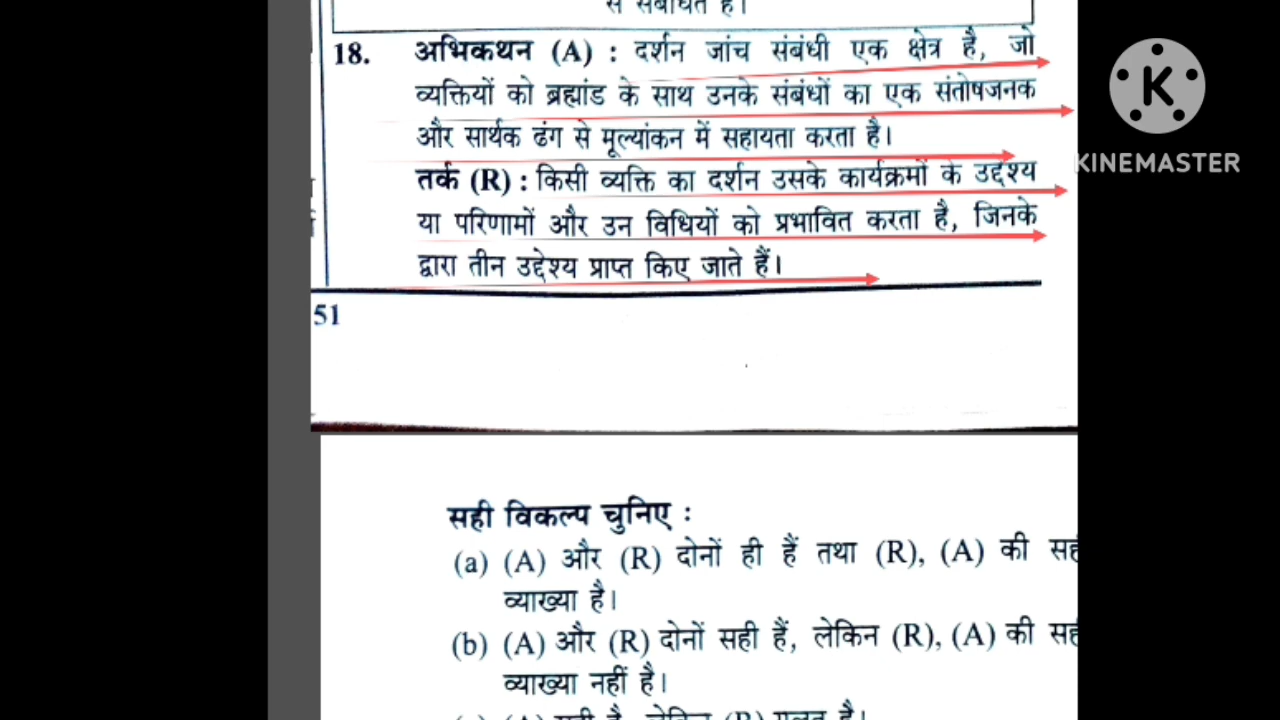 से संबंधित है।
18. अभिकथन (A) : दर्शन जांच संबंधी एक क्षेत्र है, जो
व्यक्तियों को ब्रह्मांड के साथ उनके संबंधों का एक संतोषजनक
और सार्थक ढंग से मूल्यांकन में सहायता करता है।
तर्क (R) : किसी व्यक्ति का दर्शन उसके कार्यक्रमों के उद्देश्य
या परिणामों और उन विधियों को प्रभावित करता है, जिनके
द्वारा तीन उद्देश्य प्राप्त किए जाते हैं।
51
K
KINEMASTER
सही विकल्प चुनिए :
(a) (A) और (R) दोनों ही हैं तथा (R), (A) की
व्याख्या है।
(b) (A) और (R) दोनों सही हैं, लेकिन (R), (A) की
व्याख्या नहीं है।
(A) सही है, लेकिन (R) गलत है।